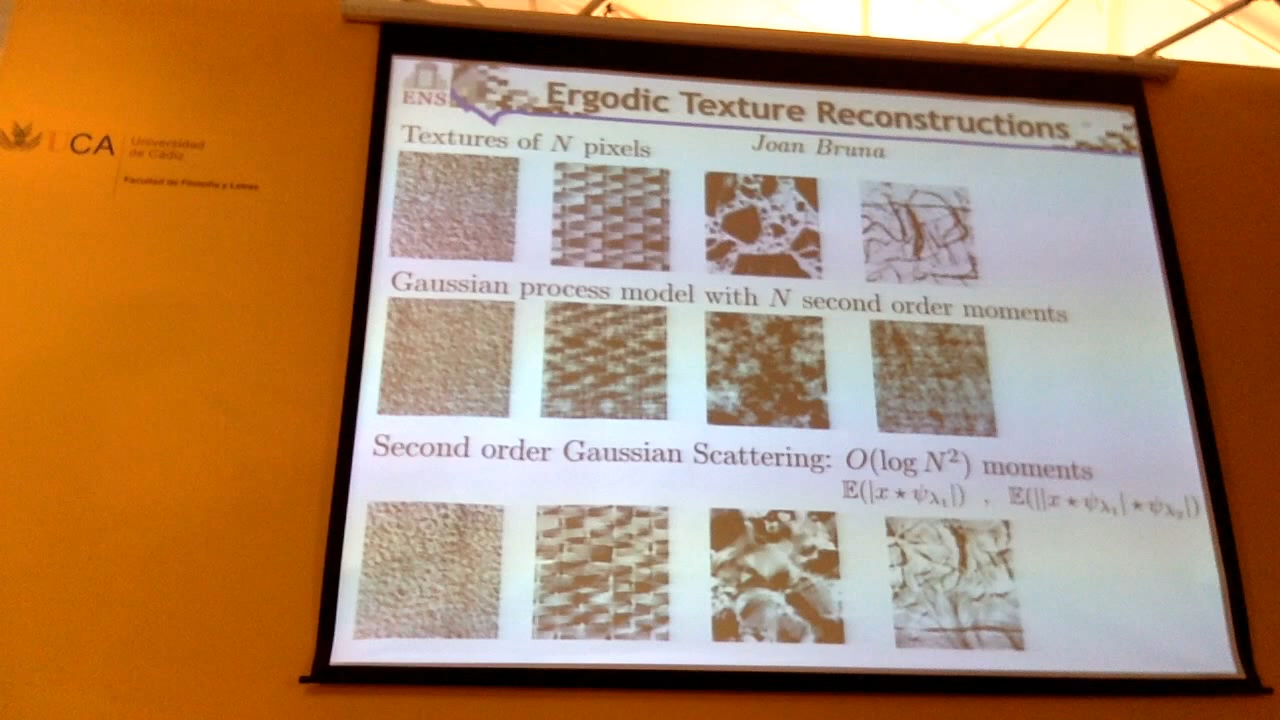 UCA
Universidad
de Cádiz
Facultad de Filosofía y Letras
ENS
Ergodic Texture Reconstructions
Joan Bruna
Textures of N pixels
Gaussian process model with N second order moments
Second order Gaussian Scattering: O(log N²) moments
𝔼(|x ⋆ ψ_λ₁|) , 𝔼(||x ⋆ ψ_λ₁| ⋆ ψ_λ₂|)